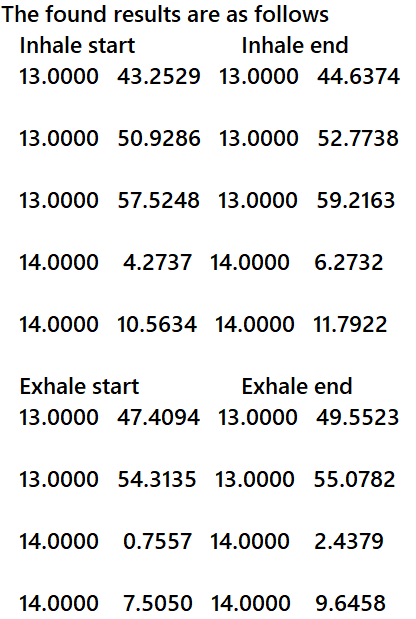 The found results are as follows
Inhale start Inhale end
13.0000 43.2529 13.0000 44.6374
13.0000 50.9286 13.0000 52.7738
13.0000 57.5248 13.0000 59.2163
14.0000 4.2737 14.0000 6.2732
14.0000 10.5634 14.0000 11.7922
Exhale start Exhale end
13.0000 47.4094 13.0000 49.5523
13.0000 54.3135 13.0000 55.0782
14.0000 0.7557 14.0000 2.4379
14.0000 7.5050 14.0000 9.6458